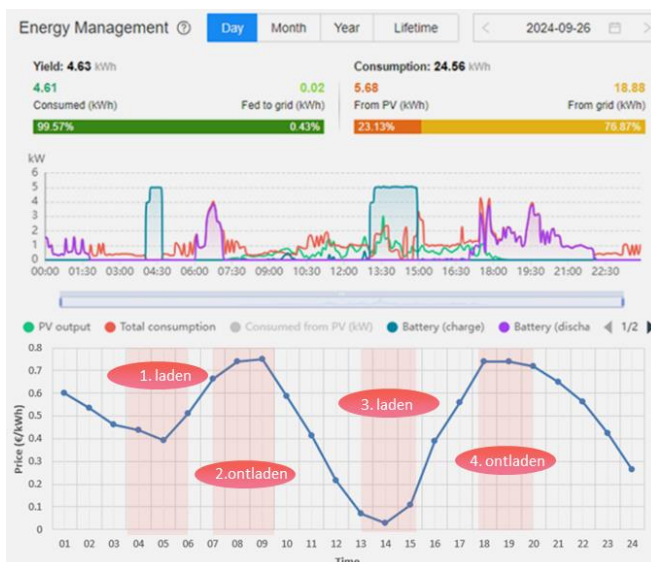 Energy Management
Day Month Year Lifetime
2024-09-26
Yield: 4.63 kWh
Consumption: 24.56 kWh
4.61 0.02
5.68 18.88
Consumed (kWh) Fed to grid (kWh)
From PV (kWh) From grid (kWh)
99.57% 0.43%
23.13% 76.87%
kW
6
5
4
3
2
1
0
00:00 01:30 03:00 04:30 06:00 07:30 09:00 10:30 12:00 13:30 15:00 16:30 18:00 19:30 21:00 22:30
PV output Total consumption Consumed from PV (kW) Battery (charge) Battery (discha 1/2
Price (€/kWh)
0.8
0.7
0.6
0.5
0.4
0.3
0.2
0.1
0
1. laden
2.ontladen
3. laden
4. ontladen
01 02 03 04 05 06 07 08 09 10 11 12 13 14 15 16 17 18 19 20 21 22 23 24
Time